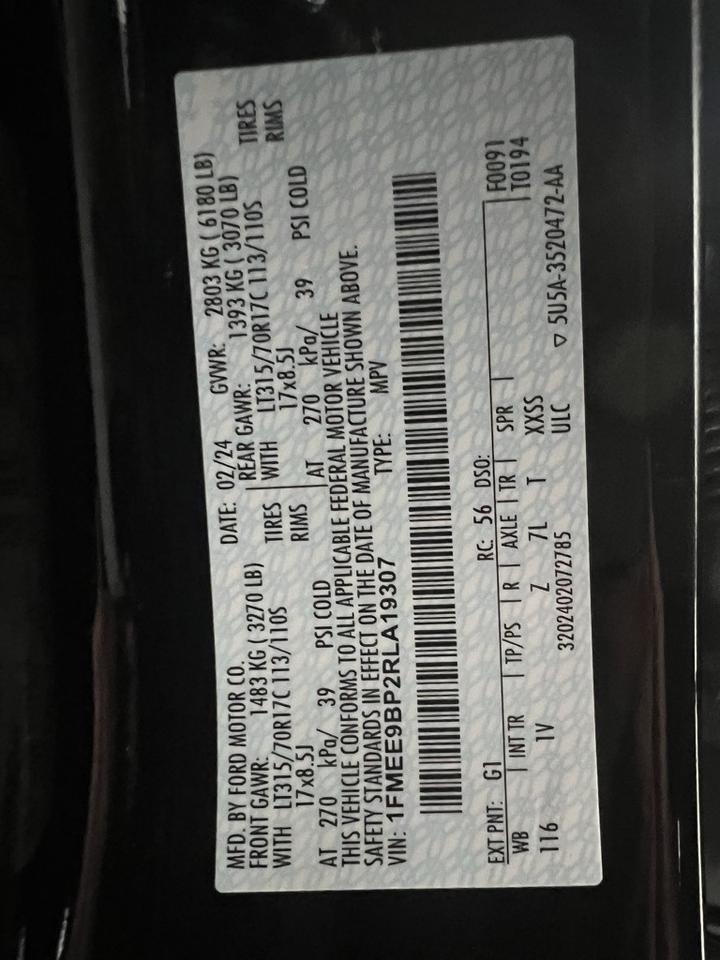 MFD. BY FORD MOTOR CO. DATE: 02/24 GVWR: 2803 KG ( 6180 LB)
FRONT GAWR: 1483 KG ( 3270 LB) REAR GAWR: 1393 KG ( 3070 LB)
WITH LT315/70R17C 113/110S TIRES WITH LT315/70R17C 113/110S TIRES
17x8.5J RIMS 17x8.5J RIMS
AT 270 kPa/ 39 PSI COLD AT 270 kPa/ 39 PSI COLD
THIS VEHICLE CONFORMS TO ALL APPLICABLE FEDERAL MOTOR VEHICLE
SAFETY STANDARDS IN EFFECT ON THE DATE OF MANUFACTURE SHOWN ABOVE.
VIN: 1FMEE9BP2RLA19307 TYPE: MPV
EXT PNT: G1 RC: 56 DSO: F0091
WB INT TR TP/PS R AXLE TR SPR T0194
116 1V Z 7L T XXSS
3202402072785 ULC ▽ 5U5A-3520472-AA